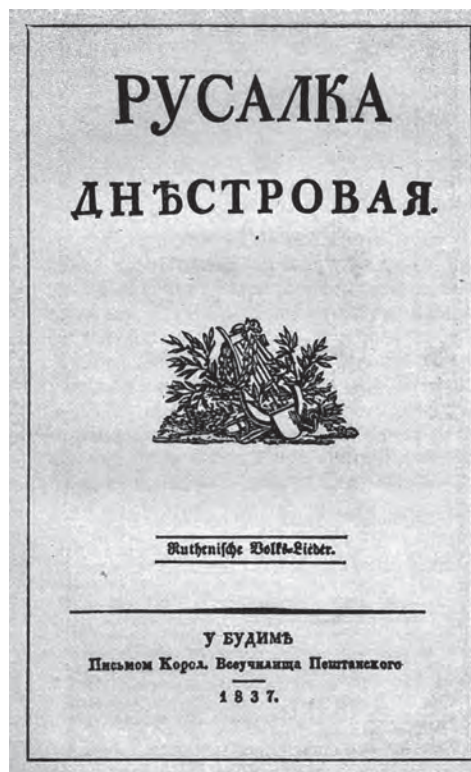 РУСАЛКА
ДНѢСТРОВАЯ.
Ruthenische Volks-Lieder.
У БУДИМѢ
Письмом Корол. Всеучилища Пештанского
1837.